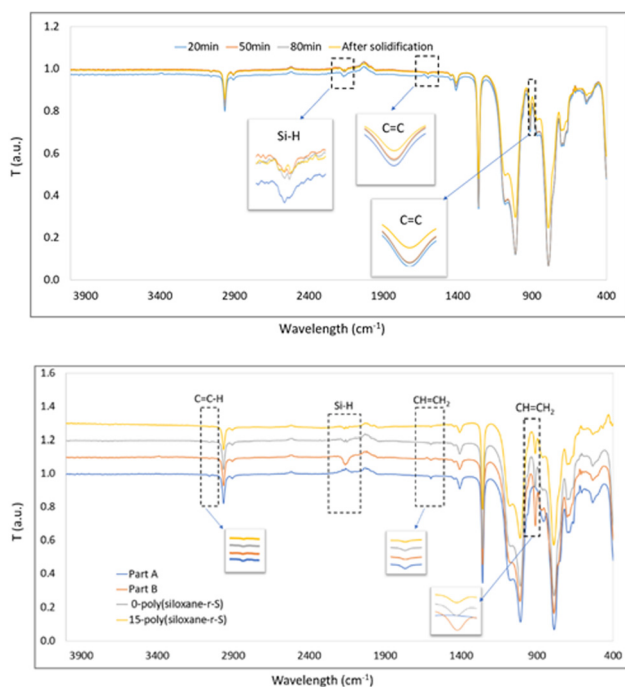 1.2
20min 50min 80min After solidification
1.0
0.8
Si-H
C=C
0.6
T (a.u.)
0.4
C=C
0.2
0.0
3900 3400 2900 2400 1900 1400 900 400
Wavelength (cm-1)
1.6
C=C-H Si-H CH=CH2 CH=CH2
1.4
1.2
1.0
0.8
T (a.u.)
0.6
0.4
Part A
Part B
0.2
0-poly(siloxane-r-S)
15-poly(siloxane-r-S)
0.0
3900 3400 2900 2400 1900 1400 900 400
Wavelength (cm-1)